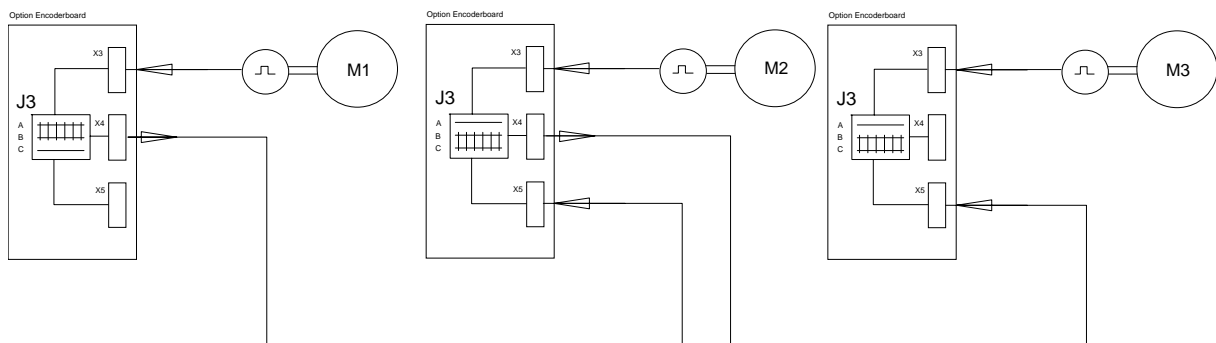 Option Encoderboard
X3
M1
J3
A
B
C
X4
X5
Option Encoderboard
X3
M2
J3
A
B
C
X4
X5
Option Encoderboard
X3
M3
J3
A
B
C
X4
X5